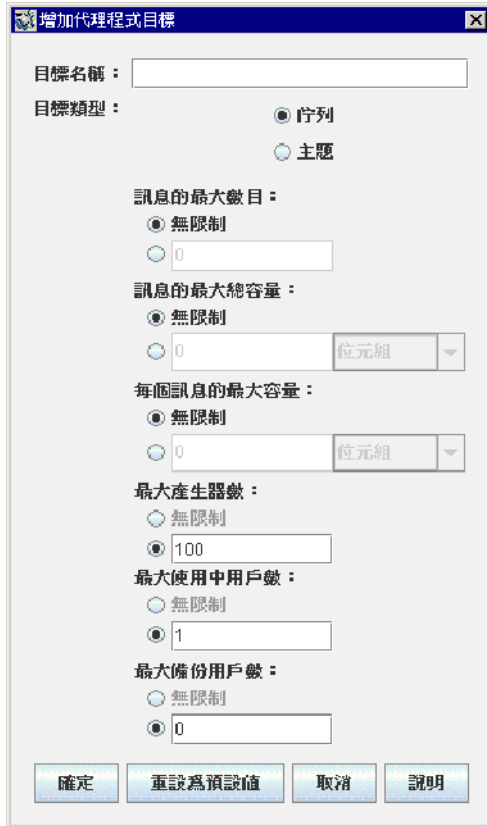 增加代理程式目標
目標名稱：
目標類型：
佇列
主題
訊息的最大數目：
無限制
0
訊息的最大總容量：
無限制
0 位元組
每個訊息的最大容量：
無限制
0 位元組
最大產生器數：
無限制
100
最大使用中用戶數：
無限制
1
最大備份用戶數：
無限制
0
確定 重設為預設值 取消 說明